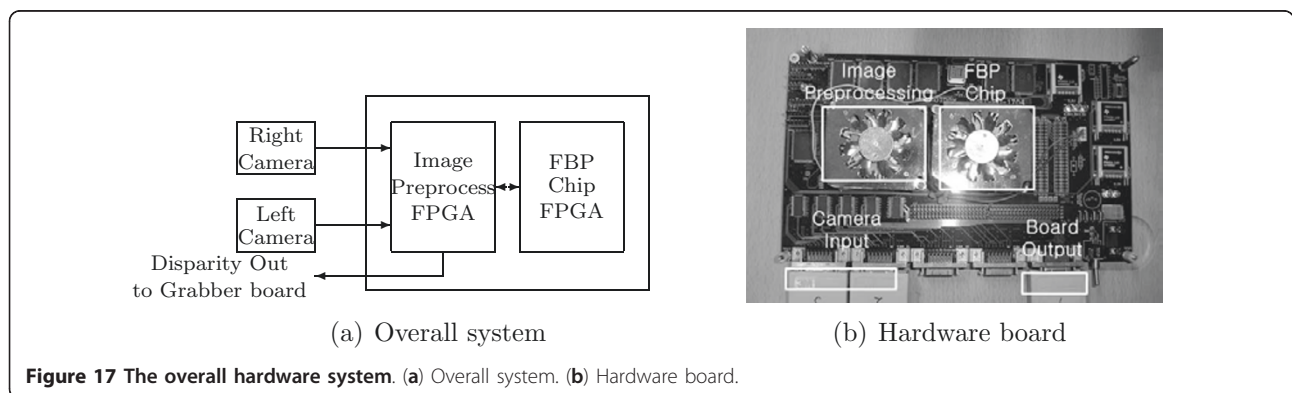 Right
Camera
Left
Camera
Image
Preprocess
FPGA
FBP
Chip
FPGA
Disparity Out
to Grabber board
(a) Overall system
Image
Preprocessing
FBP
Chip
Camera
Input
Board
Output
(b) Hardware board
Figure 17 The overall hardware system. (a) Overall system. (b) Hardware board.